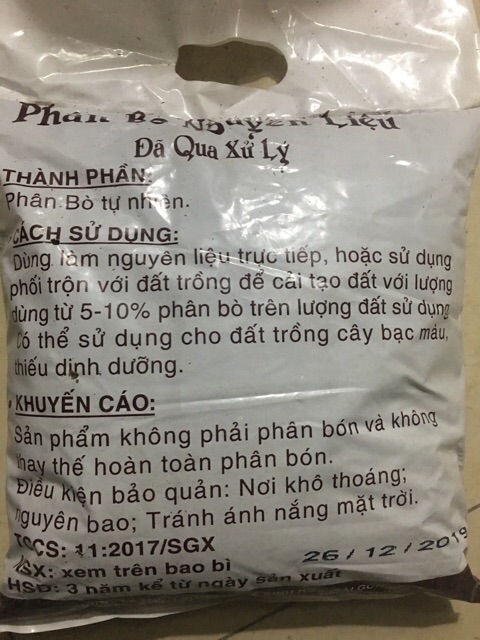 Phân Bò Nguyên Liệu
Đã Qua Xử Lý
THÀNH PHẦN:
Phân Bò tự nhiên.
CÁCH SỬ DỤNG:
Dùng làm nguyên liệu trực tiếp, hoặc sử dụng
phối trộn với đất trồng để cải tạo đất với lượng
dùng từ 5-10% phân bò trên lượng đất sử dụng
Có thể sử dụng cho đất trồng cây bạc màu,
thiếu dinh dưỡng.
• KHUYẾN CÁO:
Sản phẩm không phải phân bón và không
thay thế hoàn toàn phân bón.
Điều kiện bảo quản: Nơi khô thoáng;
nguyên bao; Tránh ánh nắng mặt trời.
TCCS: 11:2017/SGX
NSX: xem trên bao bì
26/12/2019
HSD: 3 năm kể từ ngày sản xuất